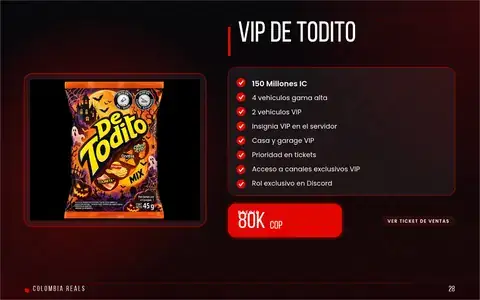 VIP DE TODITO
150 Millones IC
4 vehiculos gama alta
2 vehiculos VIP
Insignia VIP en el servidor
Casa y garage VIP
Prioridad en tickets
Acceso a canales exclusivos VIP
Rol exclusivo en Discord
De
Todito
MIX
45 g
80K COP
VER TICKET DE VENTAS
COLOMBIA REALS
28